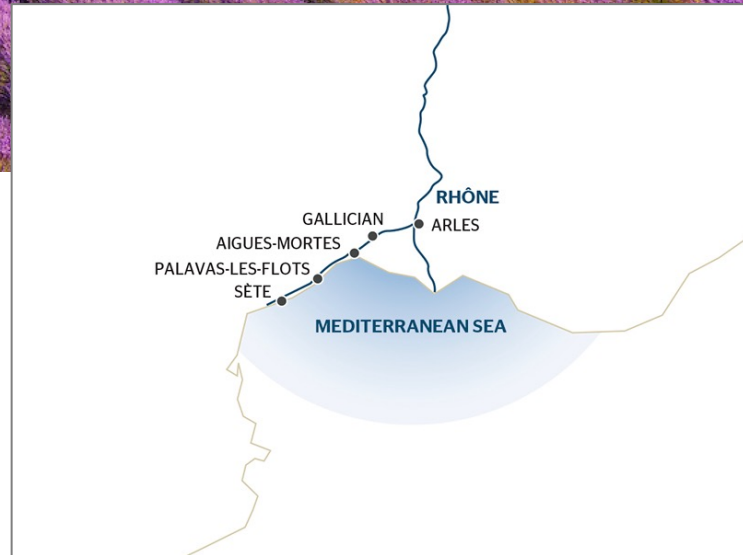 RHÔNE
GALLICIAN
ARLES
AIGUES-MORTES
PALAVAS-LES-FLOTS
SÈTE
MEDITERRANEAN SEA